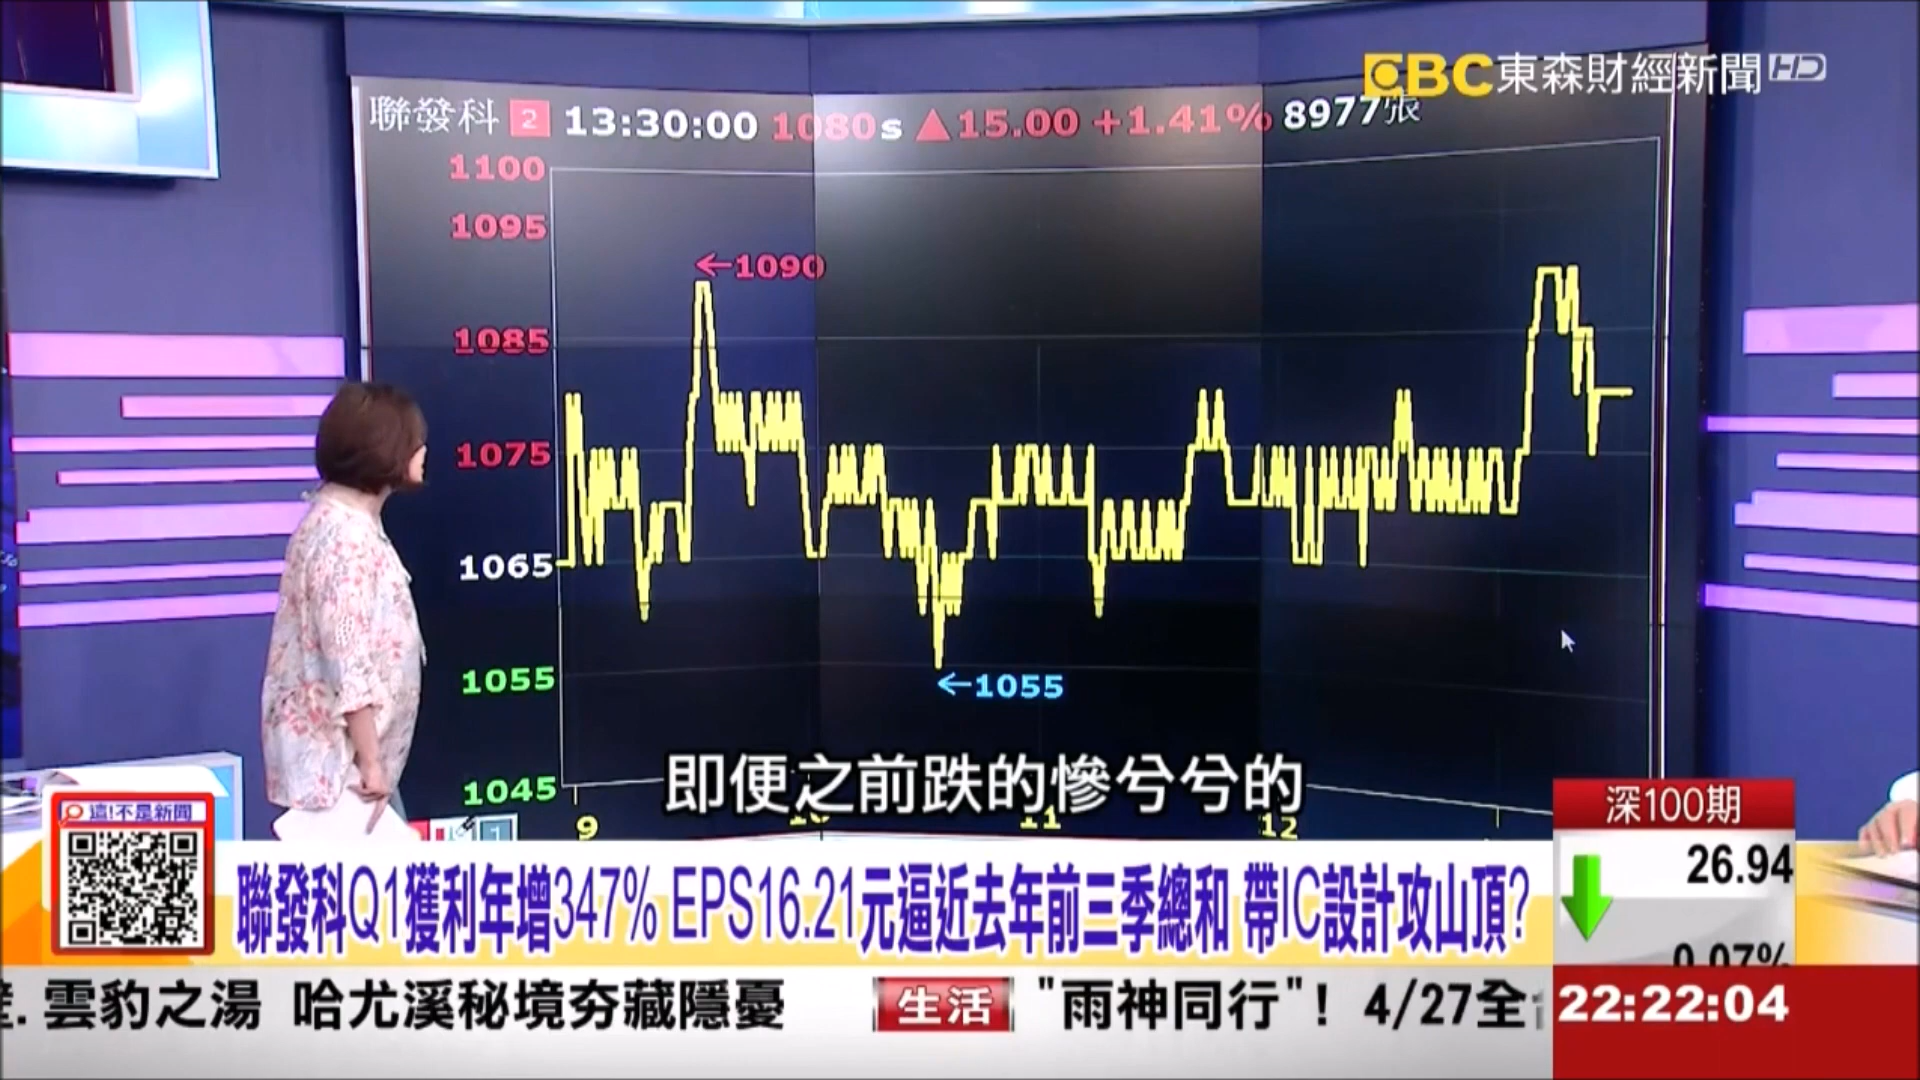 EBC東森財經新聞HD
聯發科 2 13:30:00 1080s ▲15.00 +1.41% 8977張
1100
1095
←1090
1085
1075
1065
1055
←1055
1045
9 10 11 12
即便之前跌的慘兮兮的
這!不是新聞
深100期
26.94
0.07%
聯發科Q1獲利年增347% EPS16.21元逼近去年前三季總和 帶IC設計攻山頂?
雲豹之湯 哈尤溪秘境夯藏隱憂 生活 "雨神同行"! 4/27全
22:22:04